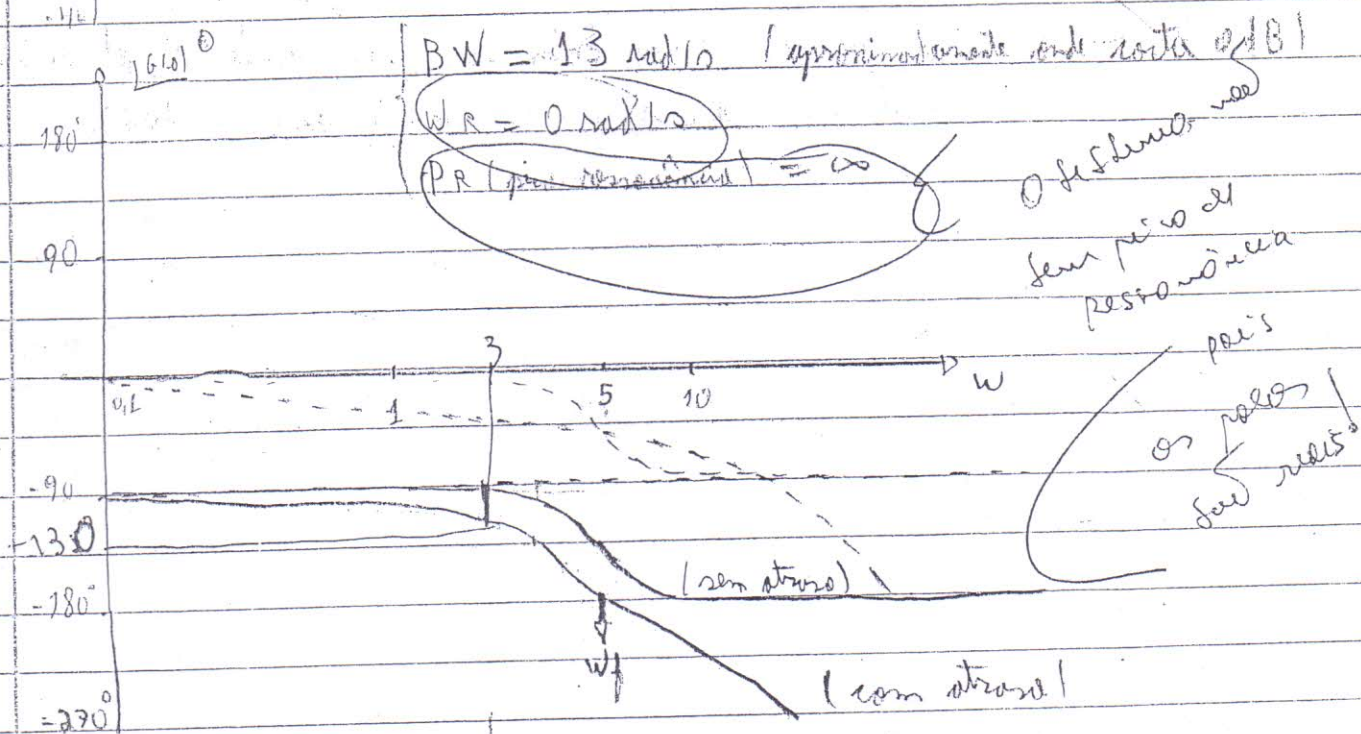 |G(s)|°
BW = 13 rad/s (aproximadamente onde corta 0dB)
WR = 0 rad/s
PR (pico ressonância) = ∞
O sistema não
tem pico de
ressonância
pois
os polos
são reais!
0
180°
90
3
0,1
1
5
10
W
-90
-130
-180°
(sem atraso)
Wf
(com atraso)
-270°